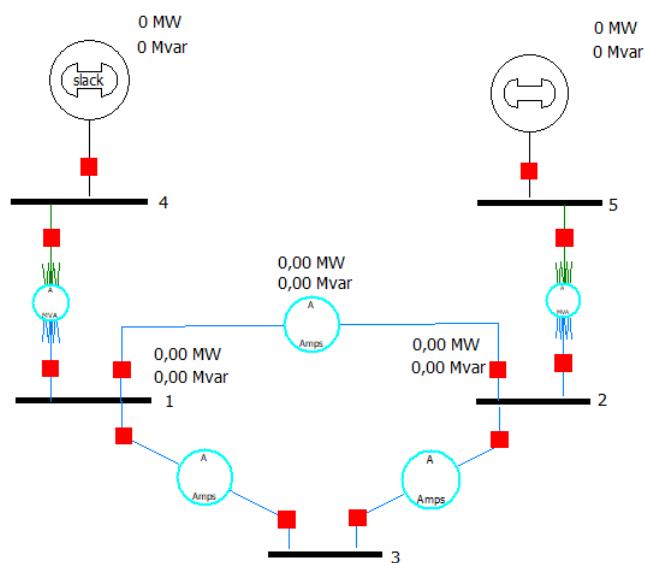 0 MW
0 Mvar
slack
0 MW
0 Mvar
4
5
A
MVA
0,00 MW
0,00 Mvar
A
Amps
A
MVA
0,00 MW
0,00 Mvar
1
0,00 MW
0,00 Mvar
2
A
Amps
A
Amps
3